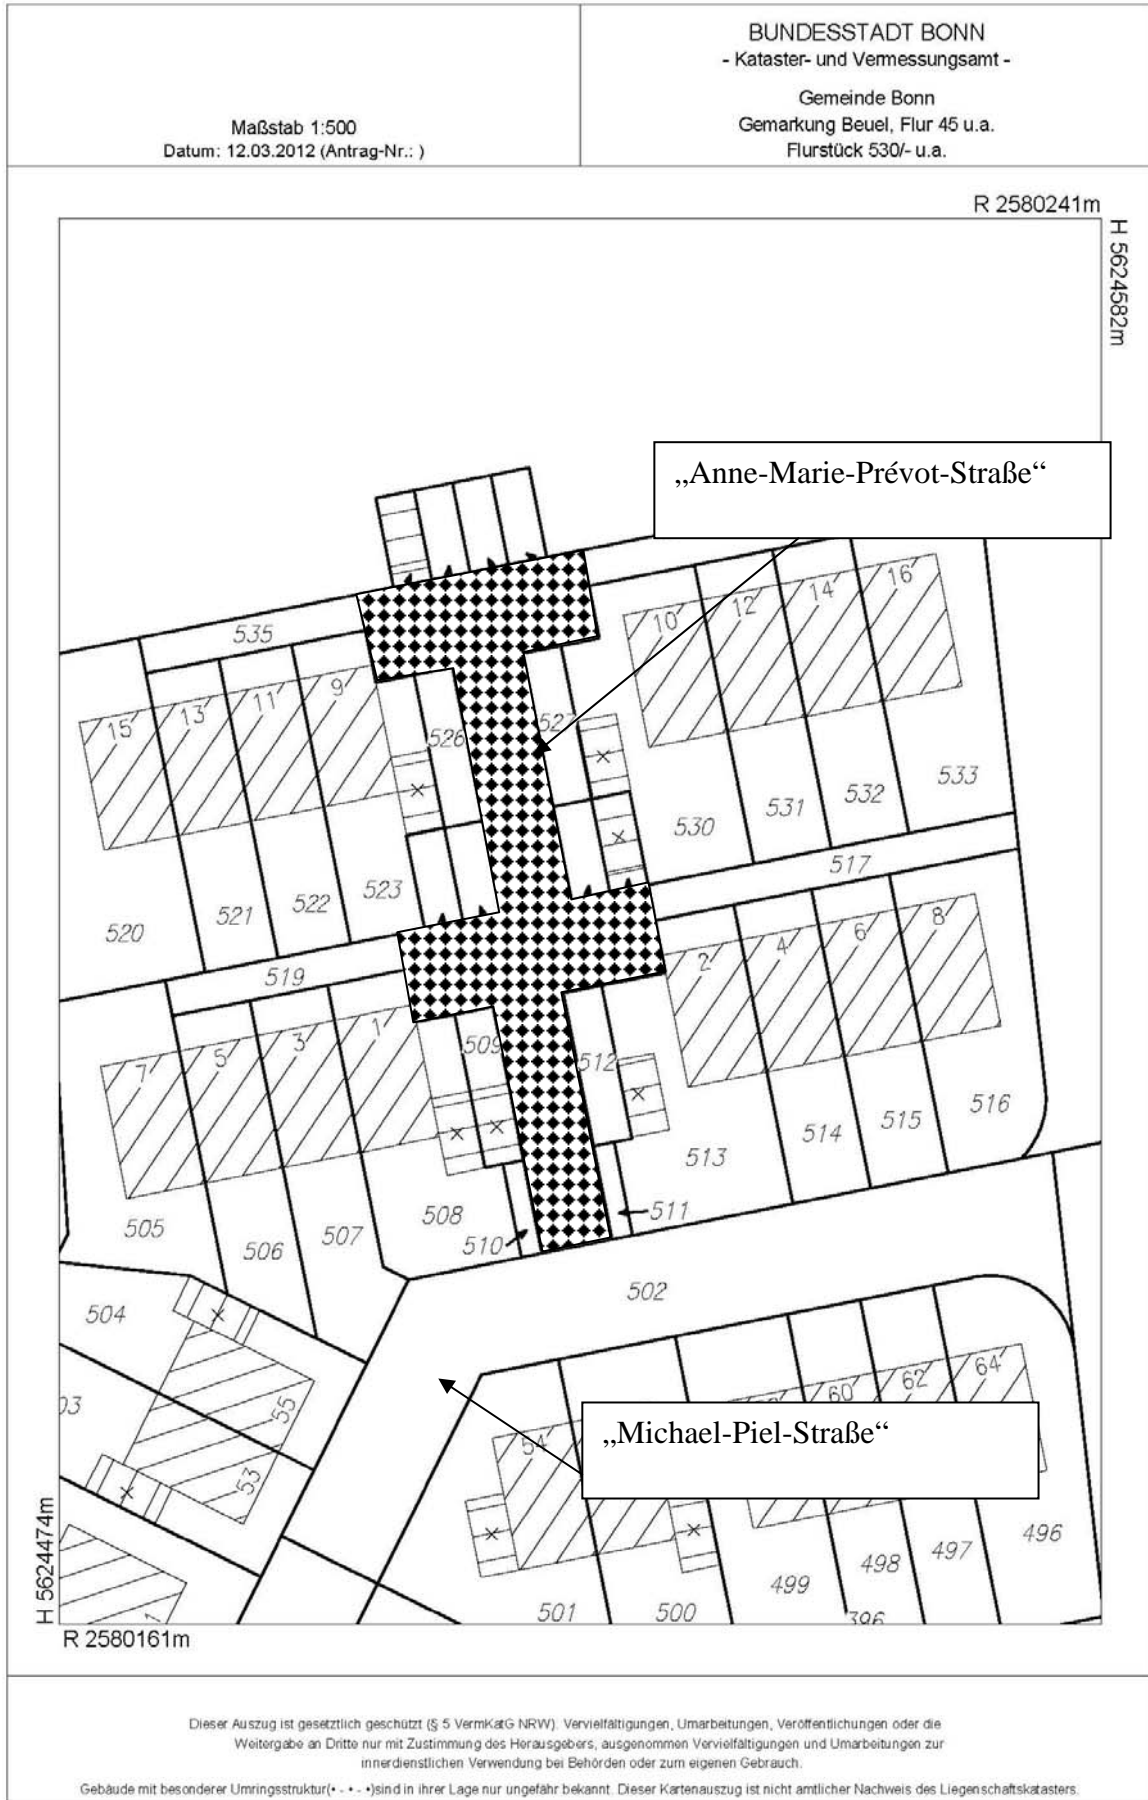 BUNDESSTADT BONN
- Kataster- und Vermessungsamt -
Gemeinde Bonn
Gemarkung Beuel, Flur 45 u.a.
Flurstück 530/- u.a.
Maßstab 1:500
Datum: 12.03.2012 (Antrag-Nr.: )
R 2580241m
H 5624582m
„Anne-Marie-Prévot-Straße“
535
10 12 14 16
15 13 11 9
526 527
530 531 532 533
520 521 522 523
517
519
2 4 6 8
7 5 3 1
509 512
513 514 515 516
505 506 507 508
510 511
502
504
03
55
53
54 60 62 64
„Michael-Piel-Straße“
1
501 500 499 498 497 496
396
H 5624474m
R 2580161m
Dieser Auszug ist gesetztlich geschützt (§ 5 VermKatG NRW). Vervielfältigungen, Umarbeitungen, Veröffentlichungen oder die
Weitergabe an Dritte nur mit Zustimmung des Herausgebers, ausgenommen Vervielfältigungen und Umarbeitungen zur
innerdienstlichen Verwendung bei Behörden oder zum eigenen Gebrauch.
Gebäude mit besonderer Umringsstruktur(• - • - •)sind in ihrer Lage nur ungefähr bekannt. Dieser Kartenauszug ist nicht amtlicher Nachweis des Liegenschaftskatasters.